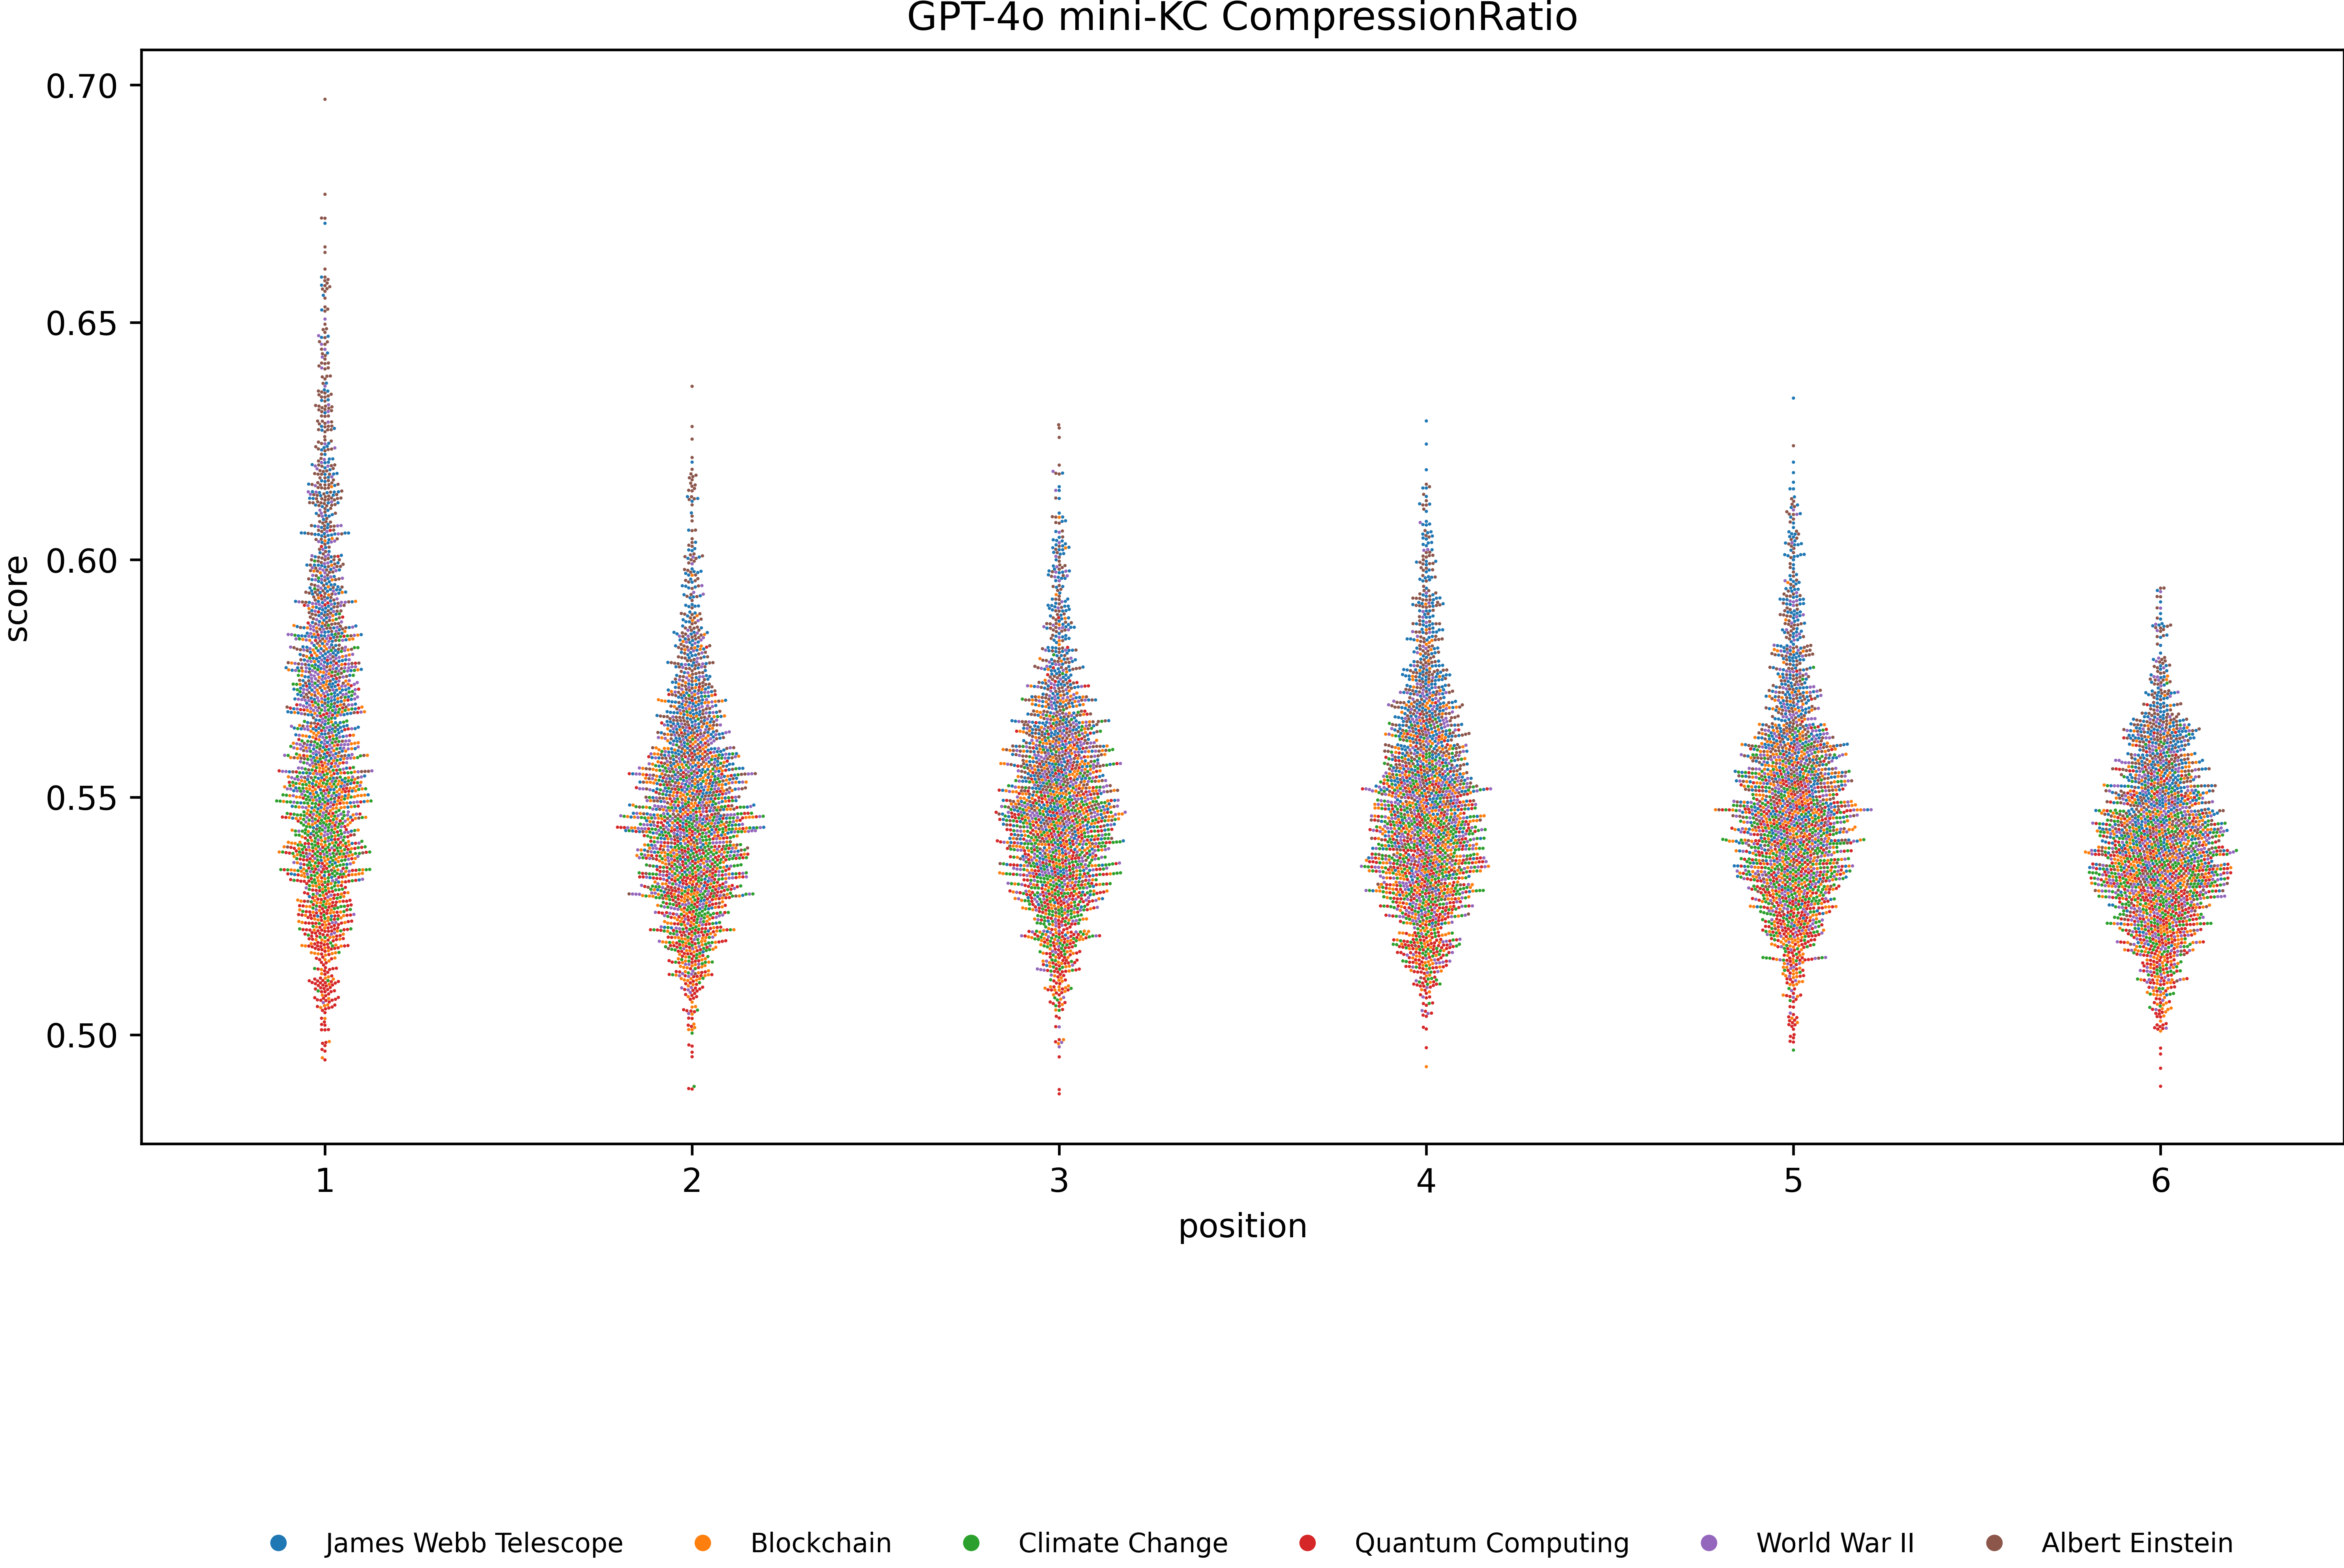 GPT-4o mini-KC CompressionRatio
0.70
0.65
0.60
0.55
0.50
score
1 2 3 4 5 6
position
James Webb Telescope Blockchain Climate Change Quantum Computing World War II Albert Einstein